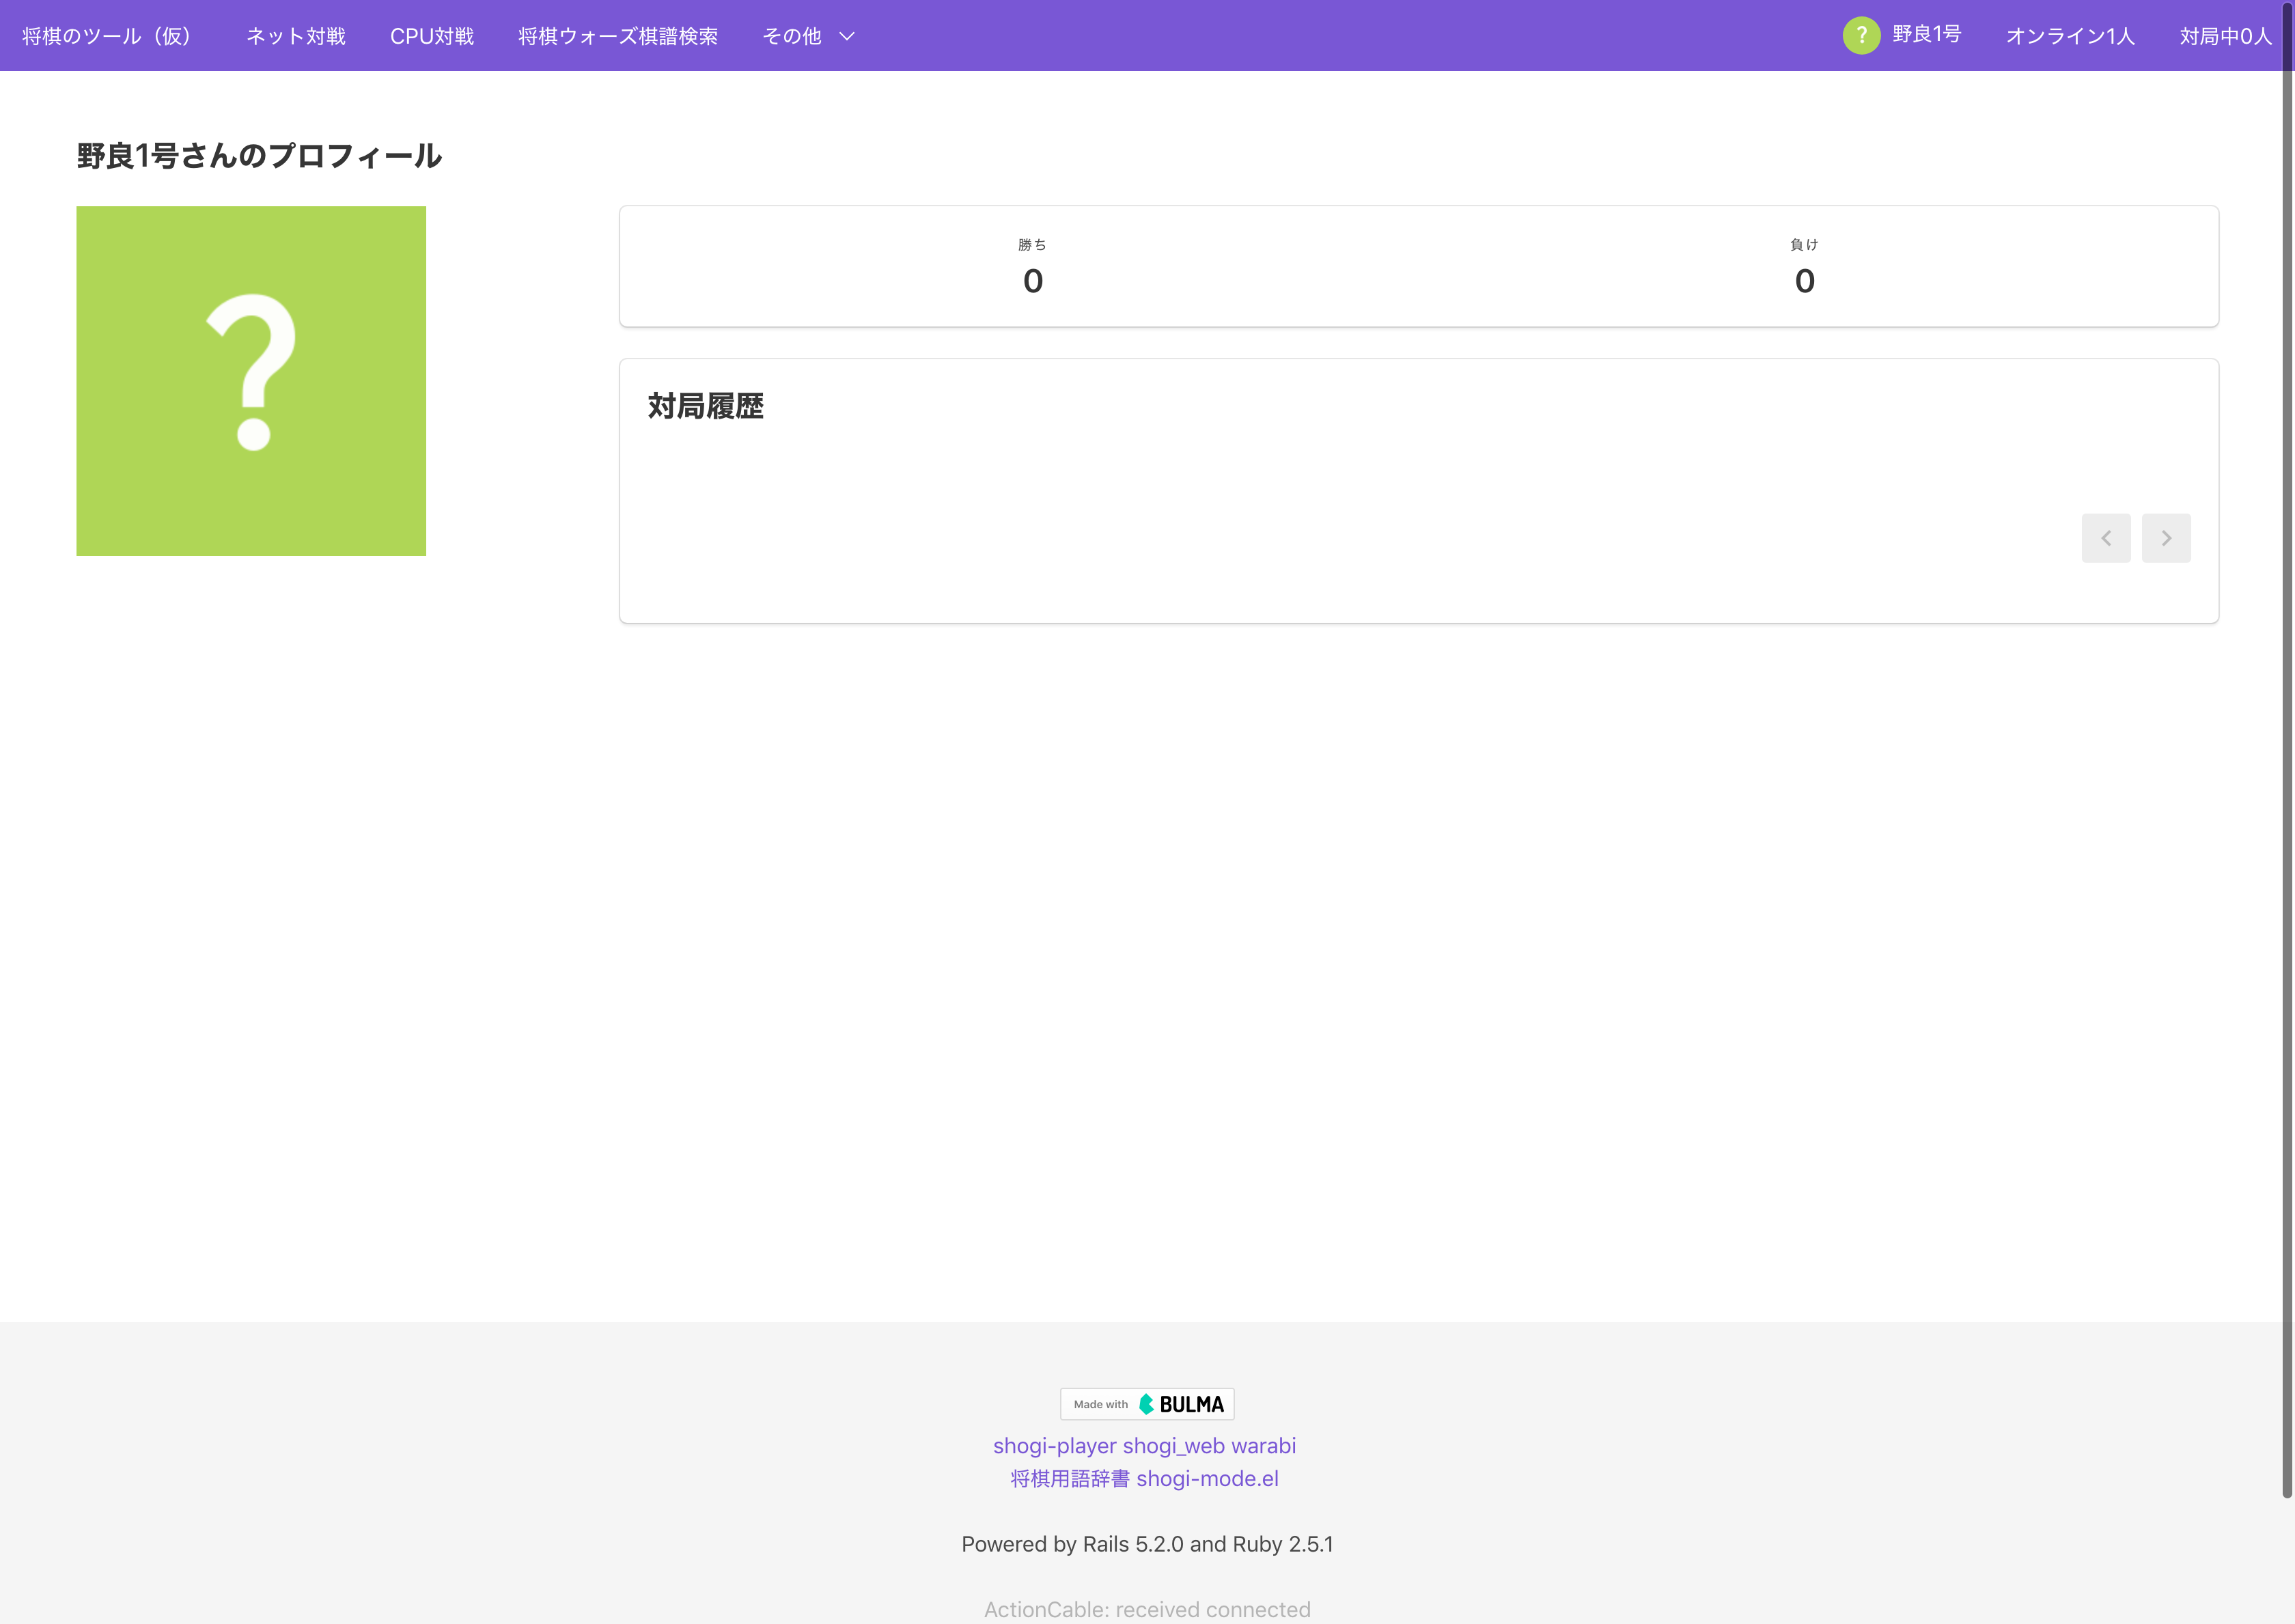 将棋のツール（仮） ネット対戦 CPU対戦 将棋ウォーズ棋譜検索 その他 ? 野良1号 オンライン1人 対局中0人
野良1号さんのプロフィール
?
勝ち 負け
0 0
対局履歴
Made with BULMA
shogi-player shogi_web warabi
将棋用語辞書 shogi-mode.el
Powered by Rails 5.2.0 and Ruby 2.5.1
ActionCable: received connected